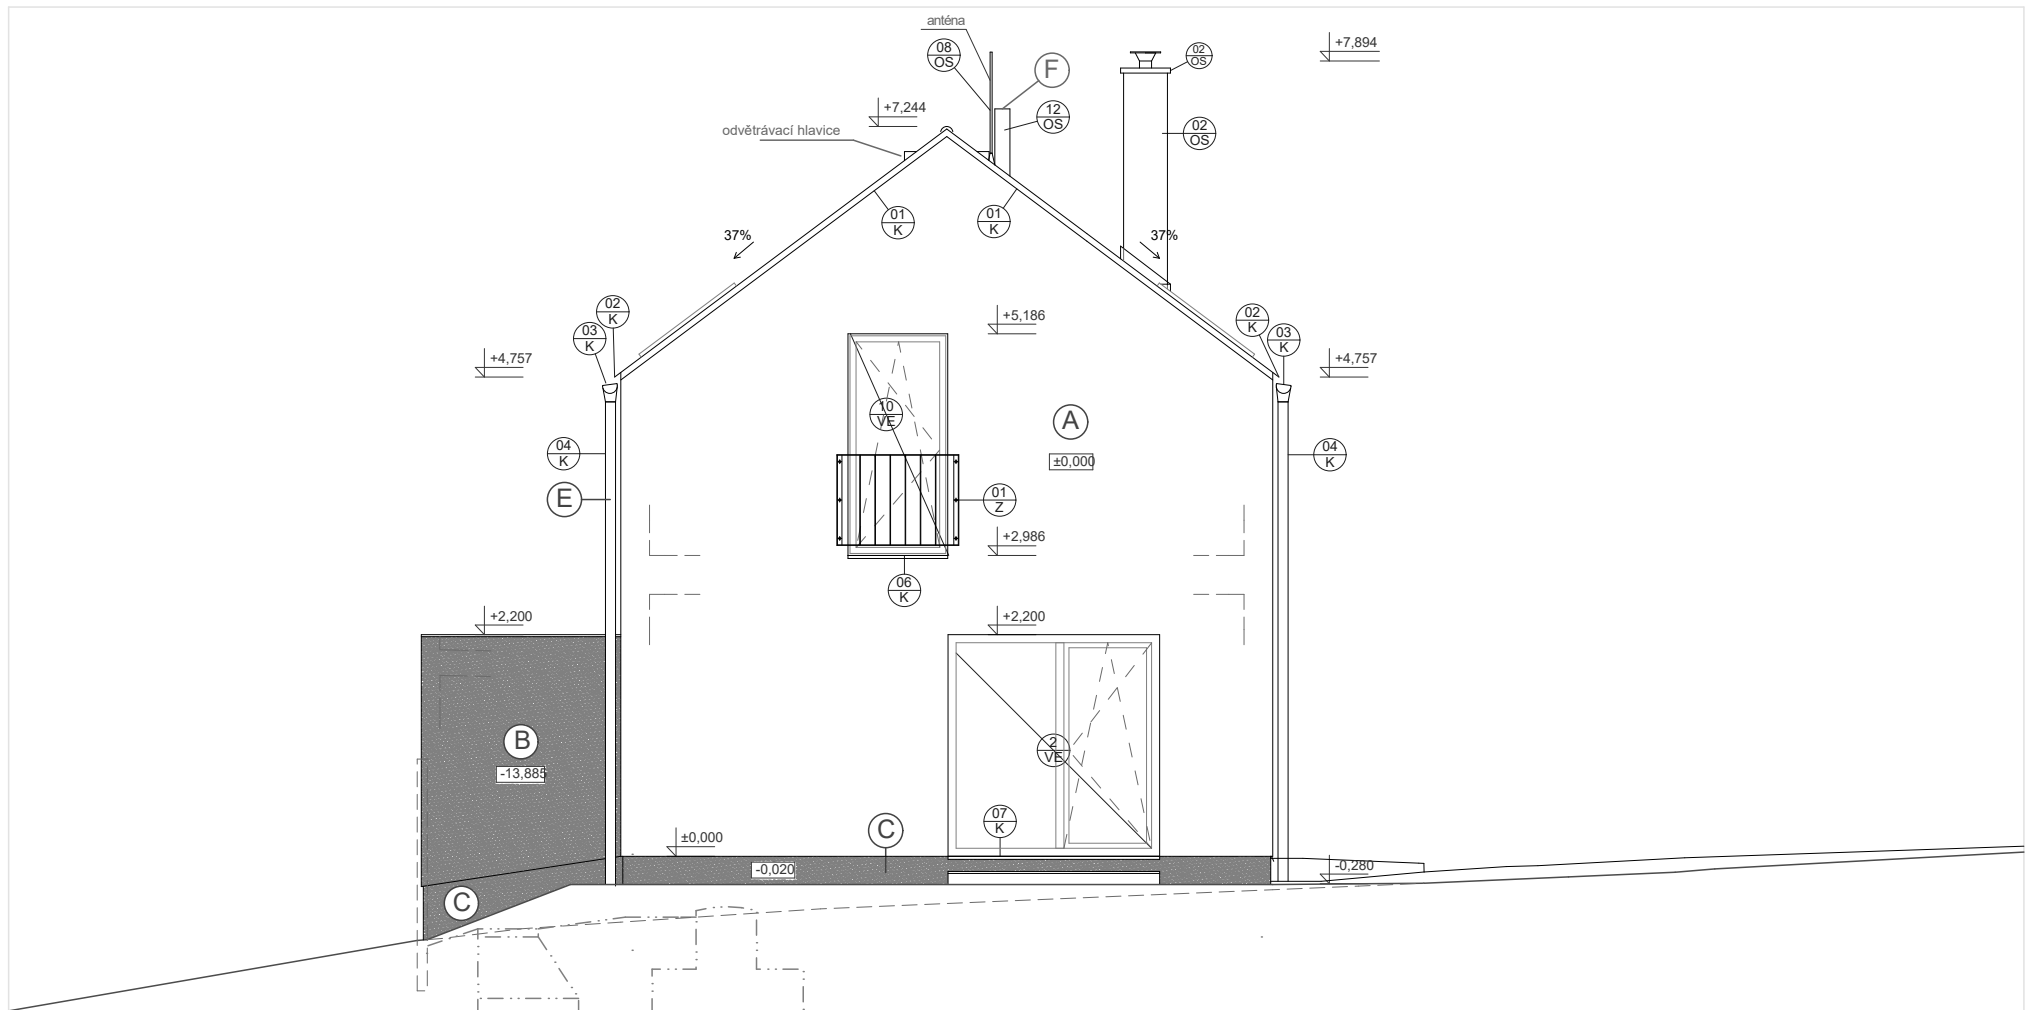 anténa
08
OS
F
02
OS
+7,894
+7,244
12
OS
odvětrávací hlavice
02
OS
01
K
01
K
37%
37%
02
K
03
K
+5,186
02
K
03
K
+4,757
+4,757
10
VE
A
±0,000
04
K
04
K
E
01
Z
+2,986
06
K
+2,200
+2,200
B
-13,885
2
VE
07
K
C
±0,000
-0,020
-0,280
C